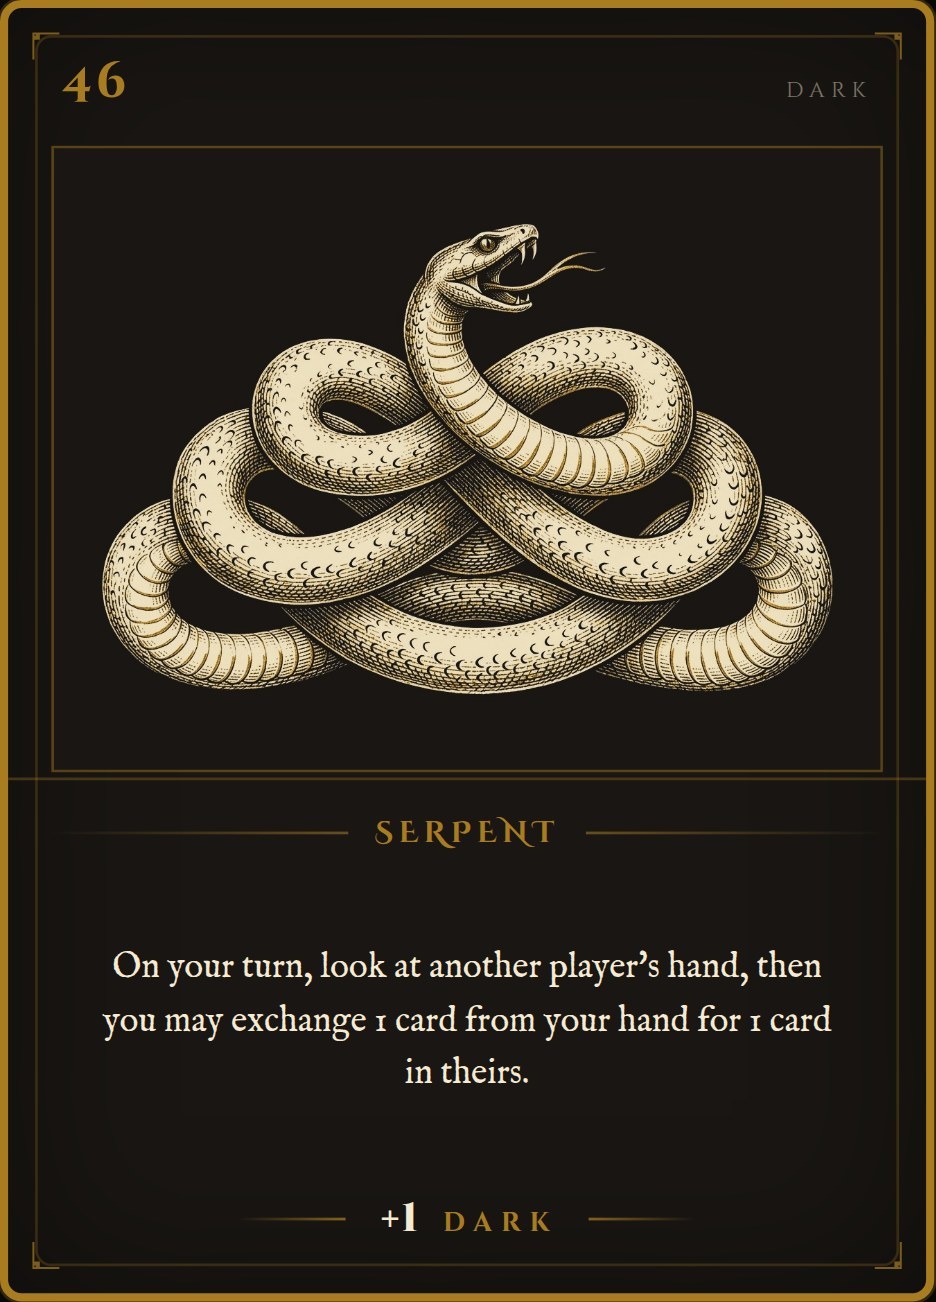 46
DARK
SERPENT
On your turn, look at another player’s hand, then
you may exchange 1 card from your hand for 1 card
in theirs.
+1 DARK